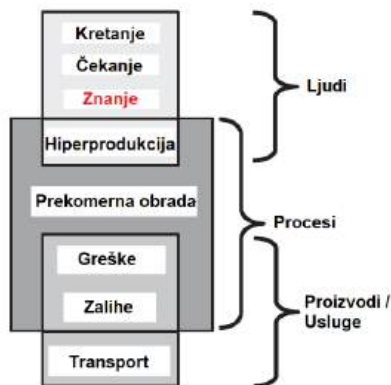 Kretanje
Čekanje
Znanje
Hiperprodukcija
Prekomerna obrada
Greške
Zalihe
Transport
Ljudi
Procesi
Proizvodi /
Usluge